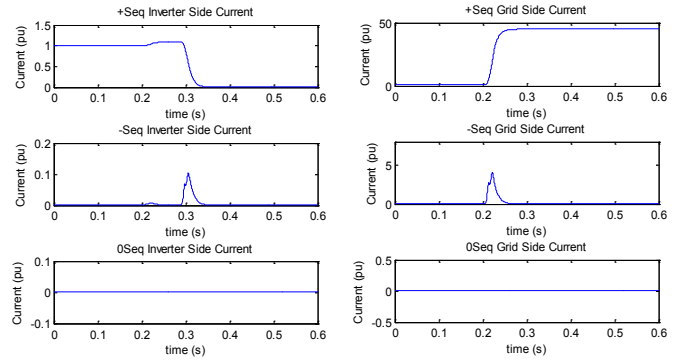 +Seq Inverter Side Current
Current (pu)
1.5
1
0.5
0
0 0.1 0.2 0.3 0.4 0.5 0.6
time (s)
-Seq Inverter Side Current
Current (pu)
0.2
0.1
0
0 0.1 0.2 0.3 0.4 0.5 0.6
time (s)
0Seq Inverter Side Current
Current (pu)
0.1
0
-0.1
0 0.1 0.2 0.3 0.4 0.5 0.6
time (s)
+Seq Grid Side Current
Current (pu)
50
0
0 0.1 0.2 0.3 0.4 0.5 0.6
time (s)
-Seq Grid Side Current
Current (pu)
5
0
0 0.1 0.2 0.3 0.4 0.5 0.6
time (s)
0Seq Grid Side Current
Current (pu)
0.5
0
-0.5
0 0.1 0.2 0.3 0.4 0.5 0.6
time (s)